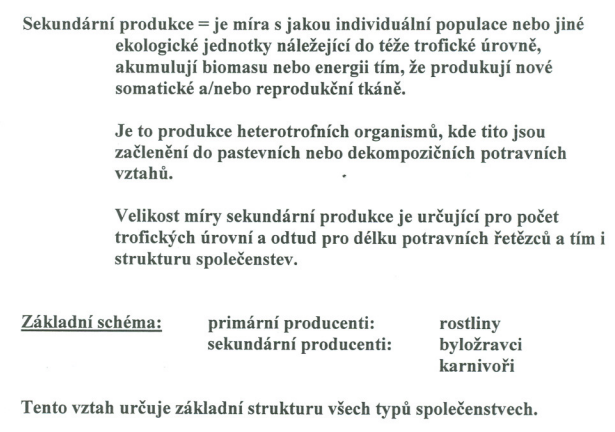 Sekundární produkce = je míra s jakou individuální populace nebo jiné
ekologické jednotky náležející do téže trofické úrovně,
akumulují biomasu nebo energii tím, že produkují nové
somatické a/nebo reprodukční tkáně.
Je to produkce heterotrofních organismů, kde tito jsou
začlenění do pastevních nebo dekompozičních potravních
vztahů.
Velikost míry sekundární produkce je určující pro počet
trofických úrovní a odtud pro délku potravních řetězců a tím i
strukturu společenstev.
Základní schéma: primární producenti: rostliny
sekundární producenti: býložravci
karnivoři
Tento vztah určuje základní strukturu všech typů společenstvech.